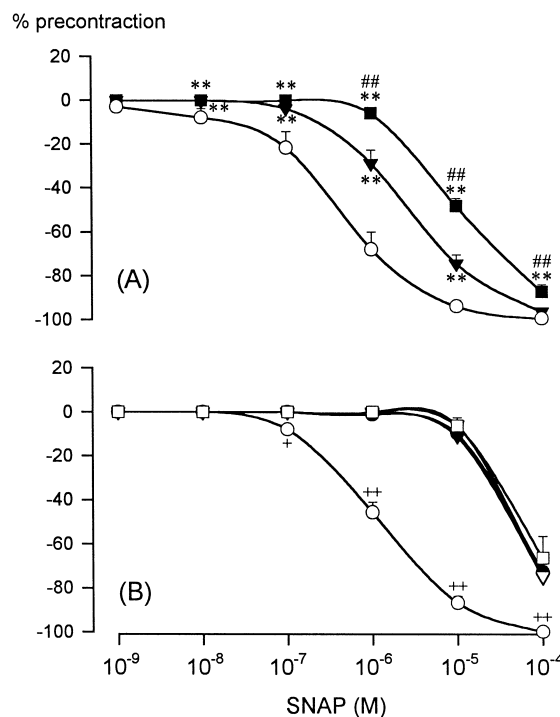 % precontraction
20
** ** ##
0 **
** **
-20
##
-40 **
**
-60
##
-80 ** **
(A)
-100
20
0
+
-20
++
-40
-60
-80 ++ ++
(B)
-100
10-9 10-8 10-7 10-6 10-5 10-4
SNAP (M)